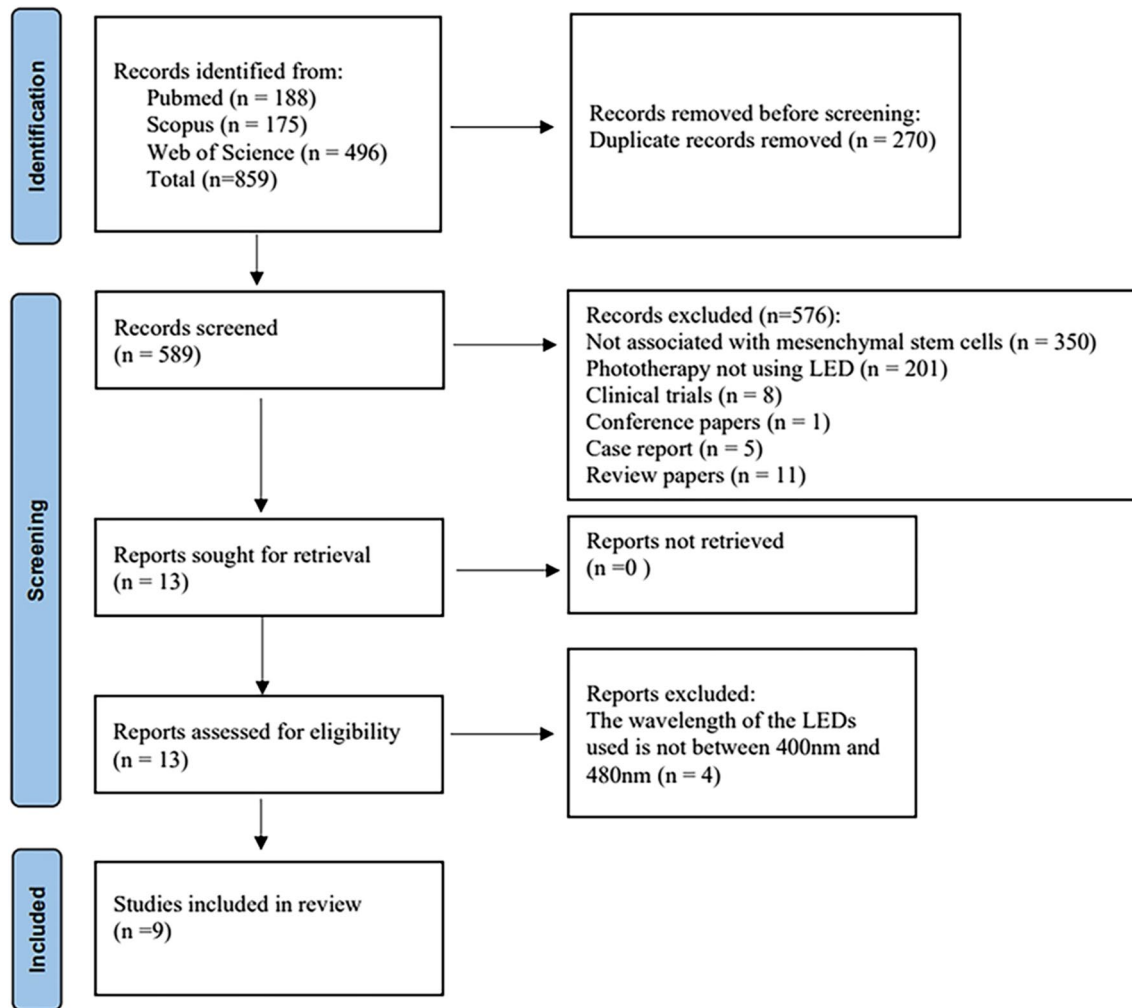 Identification
Records identified from:
Pubmed (n = 188)
Scopus (n = 175)
Web of Science (n = 496)
Total (n=859)
Records removed before screening:
Duplicate records removed (n = 270)
Screening
Records screened
(n = 589)
Records excluded (n=576):
Not associated with mesenchymal stem cells (n = 350)
Phototherapy not using LED (n = 201)
Clinical trials (n = 8)
Conference papers (n = 1)
Case report (n = 5)
Review papers (n = 11)
Reports sought for retrieval
(n = 13)
Reports not retrieved
(n =0 )
Reports assessed for eligibility
(n = 13)
Reports excluded:
The wavelength of the LEDs
used is not between 400nm and
480nm (n = 4)
Included
Studies included in review
(n =9)